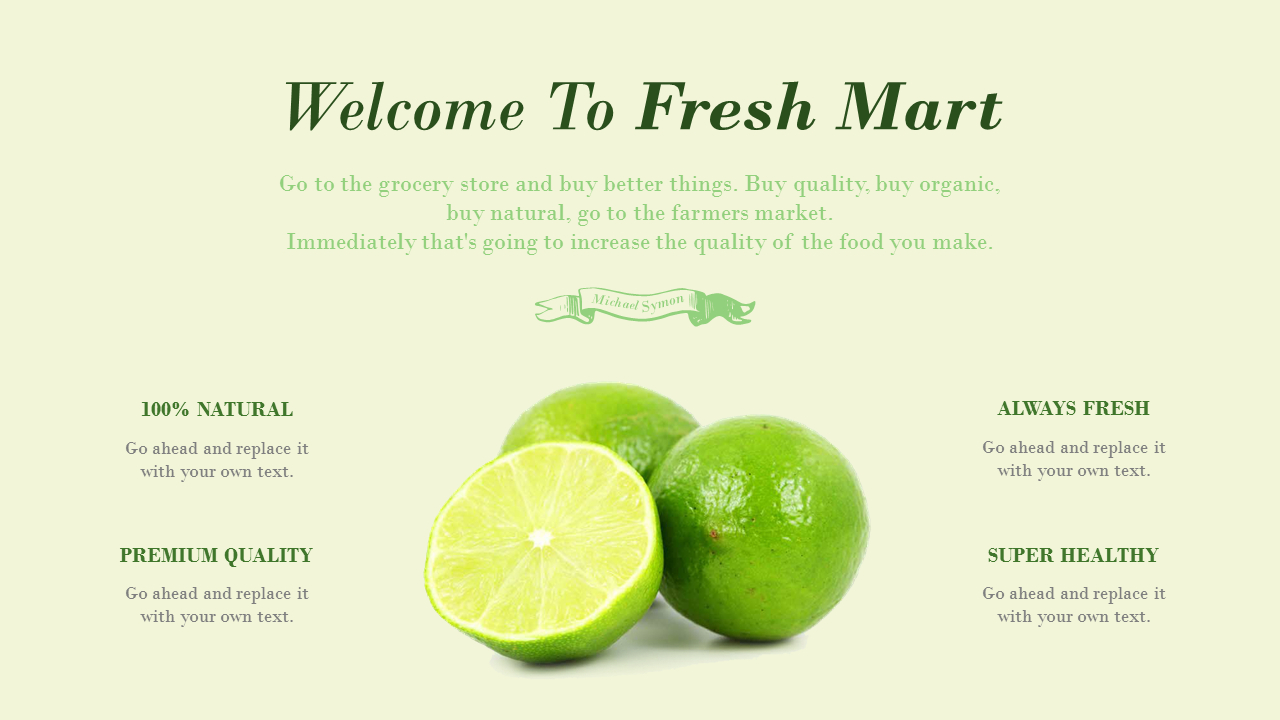 Welcome To Fresh Mart
Go to the grocery store and buy better things. Buy quality, buy organic,
buy natural, go to the farmers market.
Immediately that's going to increase the quality of the food you make.
Michael Symon
100% NATURAL
Go ahead and replace it
with your own text.
PREMIUM QUALITY
Go ahead and replace it
with your own text.
ALWAYS FRESH
Go ahead and replace it
with your own text.
SUPER HEALTHY
Go ahead and replace it
with your own text.